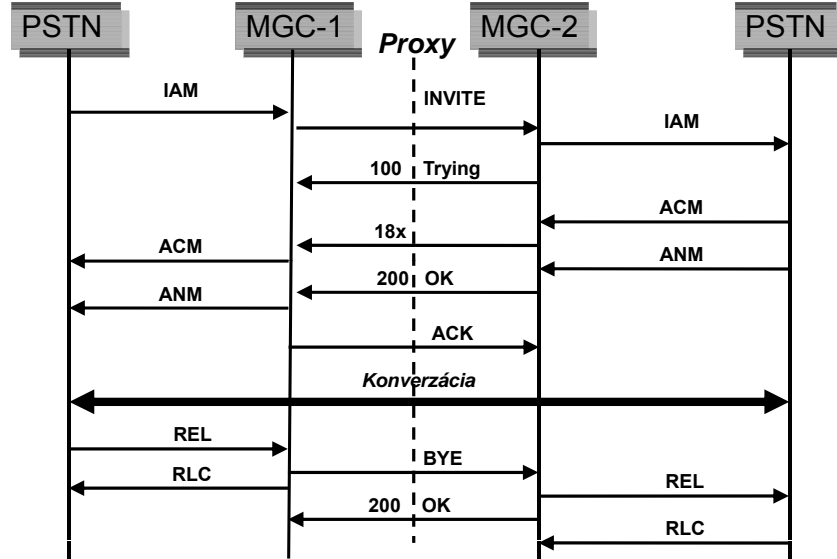 PSTN
MGC-1
Proxy
MGC-2
PSTN
IAM
INVITE
IAM
100 Trying
ACM
18x
ACM
ANM
200 OK
ANM
ACK
Konverzácia
REL
BYE
RLC
REL
200 OK
RLC